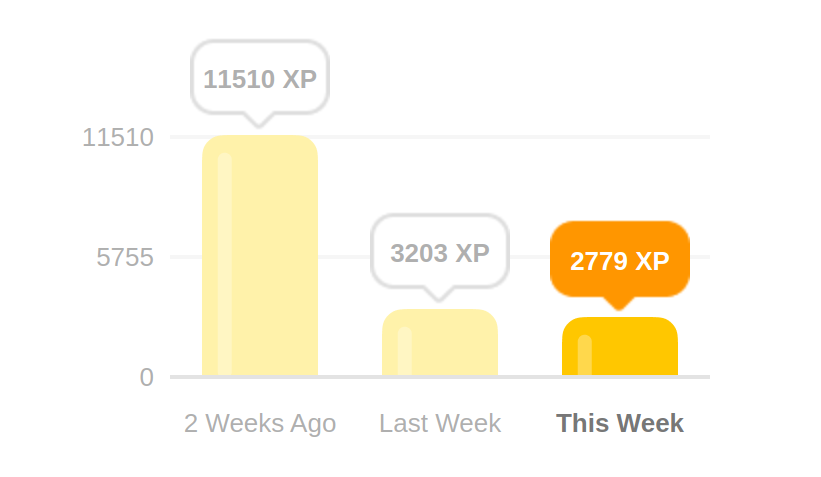 11510 XP
11510
3203 XP
5755
2779 XP
0
2 Weeks Ago
Last Week
This Week